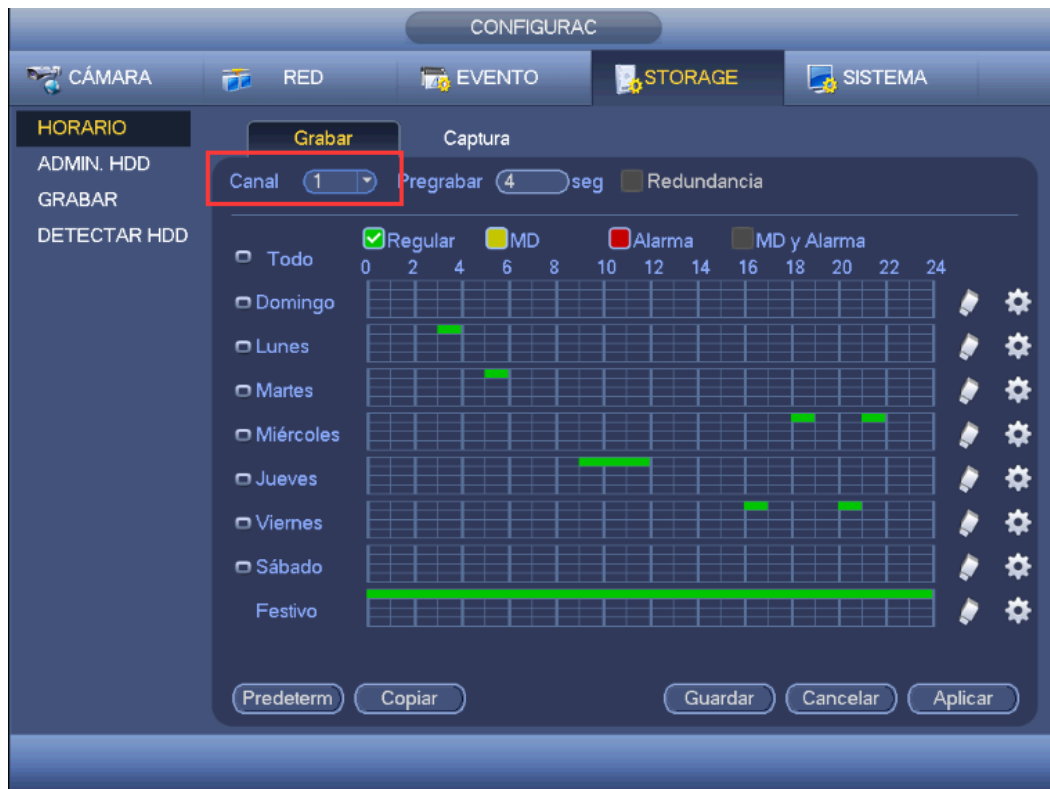 CONFIGURAC
CÁMARA RED EVENTO STORAGE SISTEMA
HORARIO
ADMIN. HDD
GRABAR
DETECTAR HDD
Grabar Captura
Canal 1 Pregrabar 4 seg Redundancia
Regular MD Alarma MD y Alarma
Todo 0 2 4 6 8 10 12 14 16 18 20 22 24
Domingo
Lunes
Martes
Miércoles
Jueves
Viernes
Sábado
Festivo
Predeterm Copiar Guardar Cancelar Aplicar